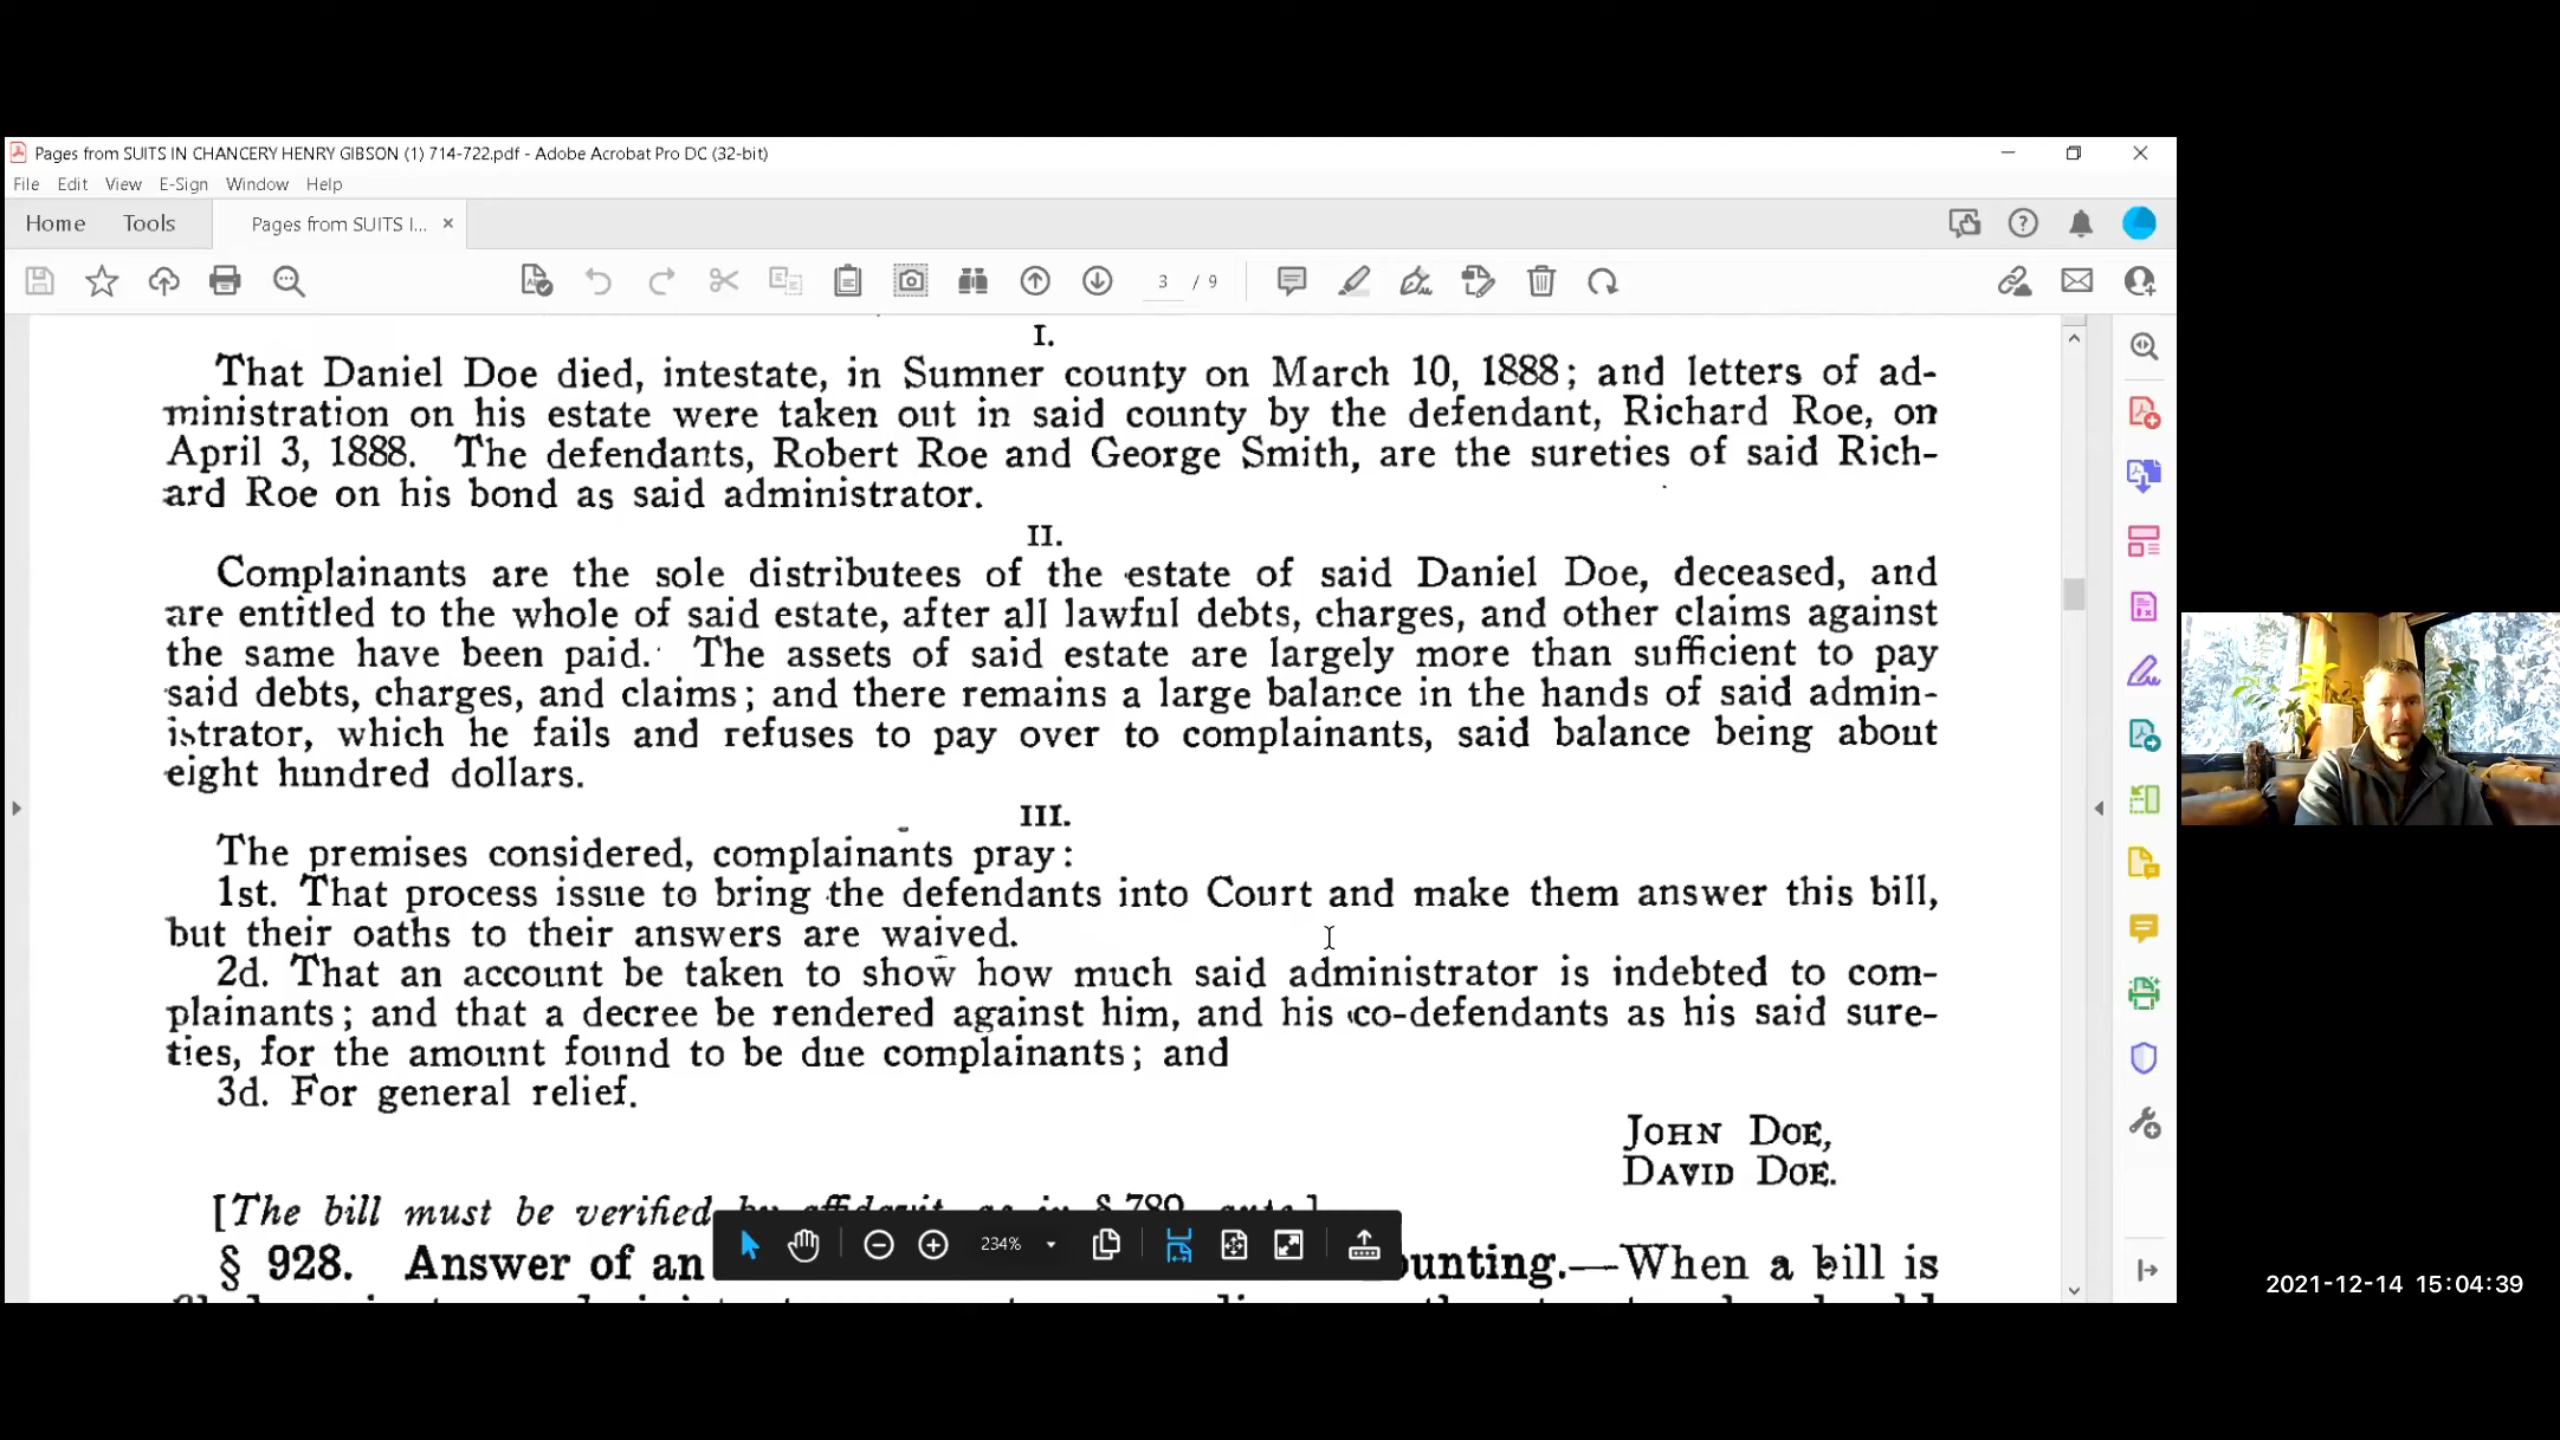 Pages from SUITS IN CHANCERY HENRY GIBSON (1) 714-722.pdf - Adobe Acrobat Pro DC (32-bit)
File Edit View E-Sign Window Help
Home Tools Pages from SUITS I... ×
3 / 9
I.
That Daniel Doe died, intestate, in Sumner county on March 10, 1888; and letters of ad-
ministration on his estate were taken out in said county by the defendant, Richard Roe, on
April 3, 1888. The defendants, Robert Roe and George Smith, are the sureties of said Rich-
ard Roe on his bond as said administrator.
II.
Complainants are the sole distributees of the estate of said Daniel Doe, deceased, and
are entitled to the whole of said estate, after all lawful debts, charges, and other claims against
the same have been paid. The assets of said estate are largely more than sufficient to pay
said debts, charges, and claims; and there remains a large balance in the hands of said admin-
istrator, which he fails and refuses to pay over to complainants, said balance being about
eight hundred dollars.
III.
The premises considered, complainants pray:
1st. That process issue to bring the defendants into Court and make them answer this bill,
but their oaths to their answers are waived.
2d. That an account be taken to show how much said administrator is indebted to com-
plainants; and that a decree be rendered against him, and his co-defendants as his said sure-
ties, for the amount found to be due complainants; and
3d. For general relief.
JOHN DOE,
DAVID DOE.
[The bill must be verified by affidavit, as in § 789, ante.]
234%
§ 928. Answer of an ounting.—When a bill is
2021-12-14 15:04:39